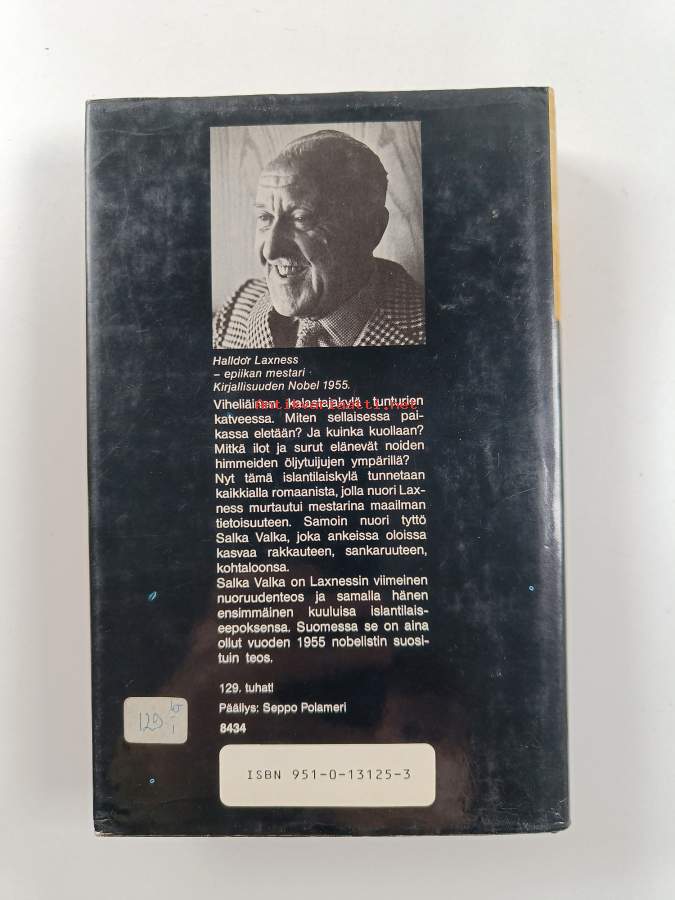 Halldór Laxness
– epiikan mestari
Kirjallisuuden Nobel 1955.
Viheliäinen kalastajakylä tunturien
antikvariaatti.net
katveessa. Miten sellaisessa pai-
kassa eletään? Ja kuinka kuollaan?
Mitkä ilot ja surut elänevät noiden
himmeiden öljytuijujen ympärillä?
Nyt tämä islantilaiskylä tunnetaan
kaikkialla romaanista, jolla nuori Lax-
ness murtautui mestarina maailman
tietoisuuteen. Samoin nuori tyttö
Salka Valka, joka ankeissa oloissa
kasvaa rakkauteen, sankaruuteen,
kohtaloonsa.
Salka Valka on Laxnessin viimeinen
nuoruudenteos ja samalla hänen
ensimmäinen kuuluisa islantilais-
eepoksensa. Suomessa se on aina
ollut vuoden 1955 nobelistin suosi-
tuin teos.
129. tuhat!
Päällys: Seppo Polameri
8434
129
ISBN 951-0-13125-3